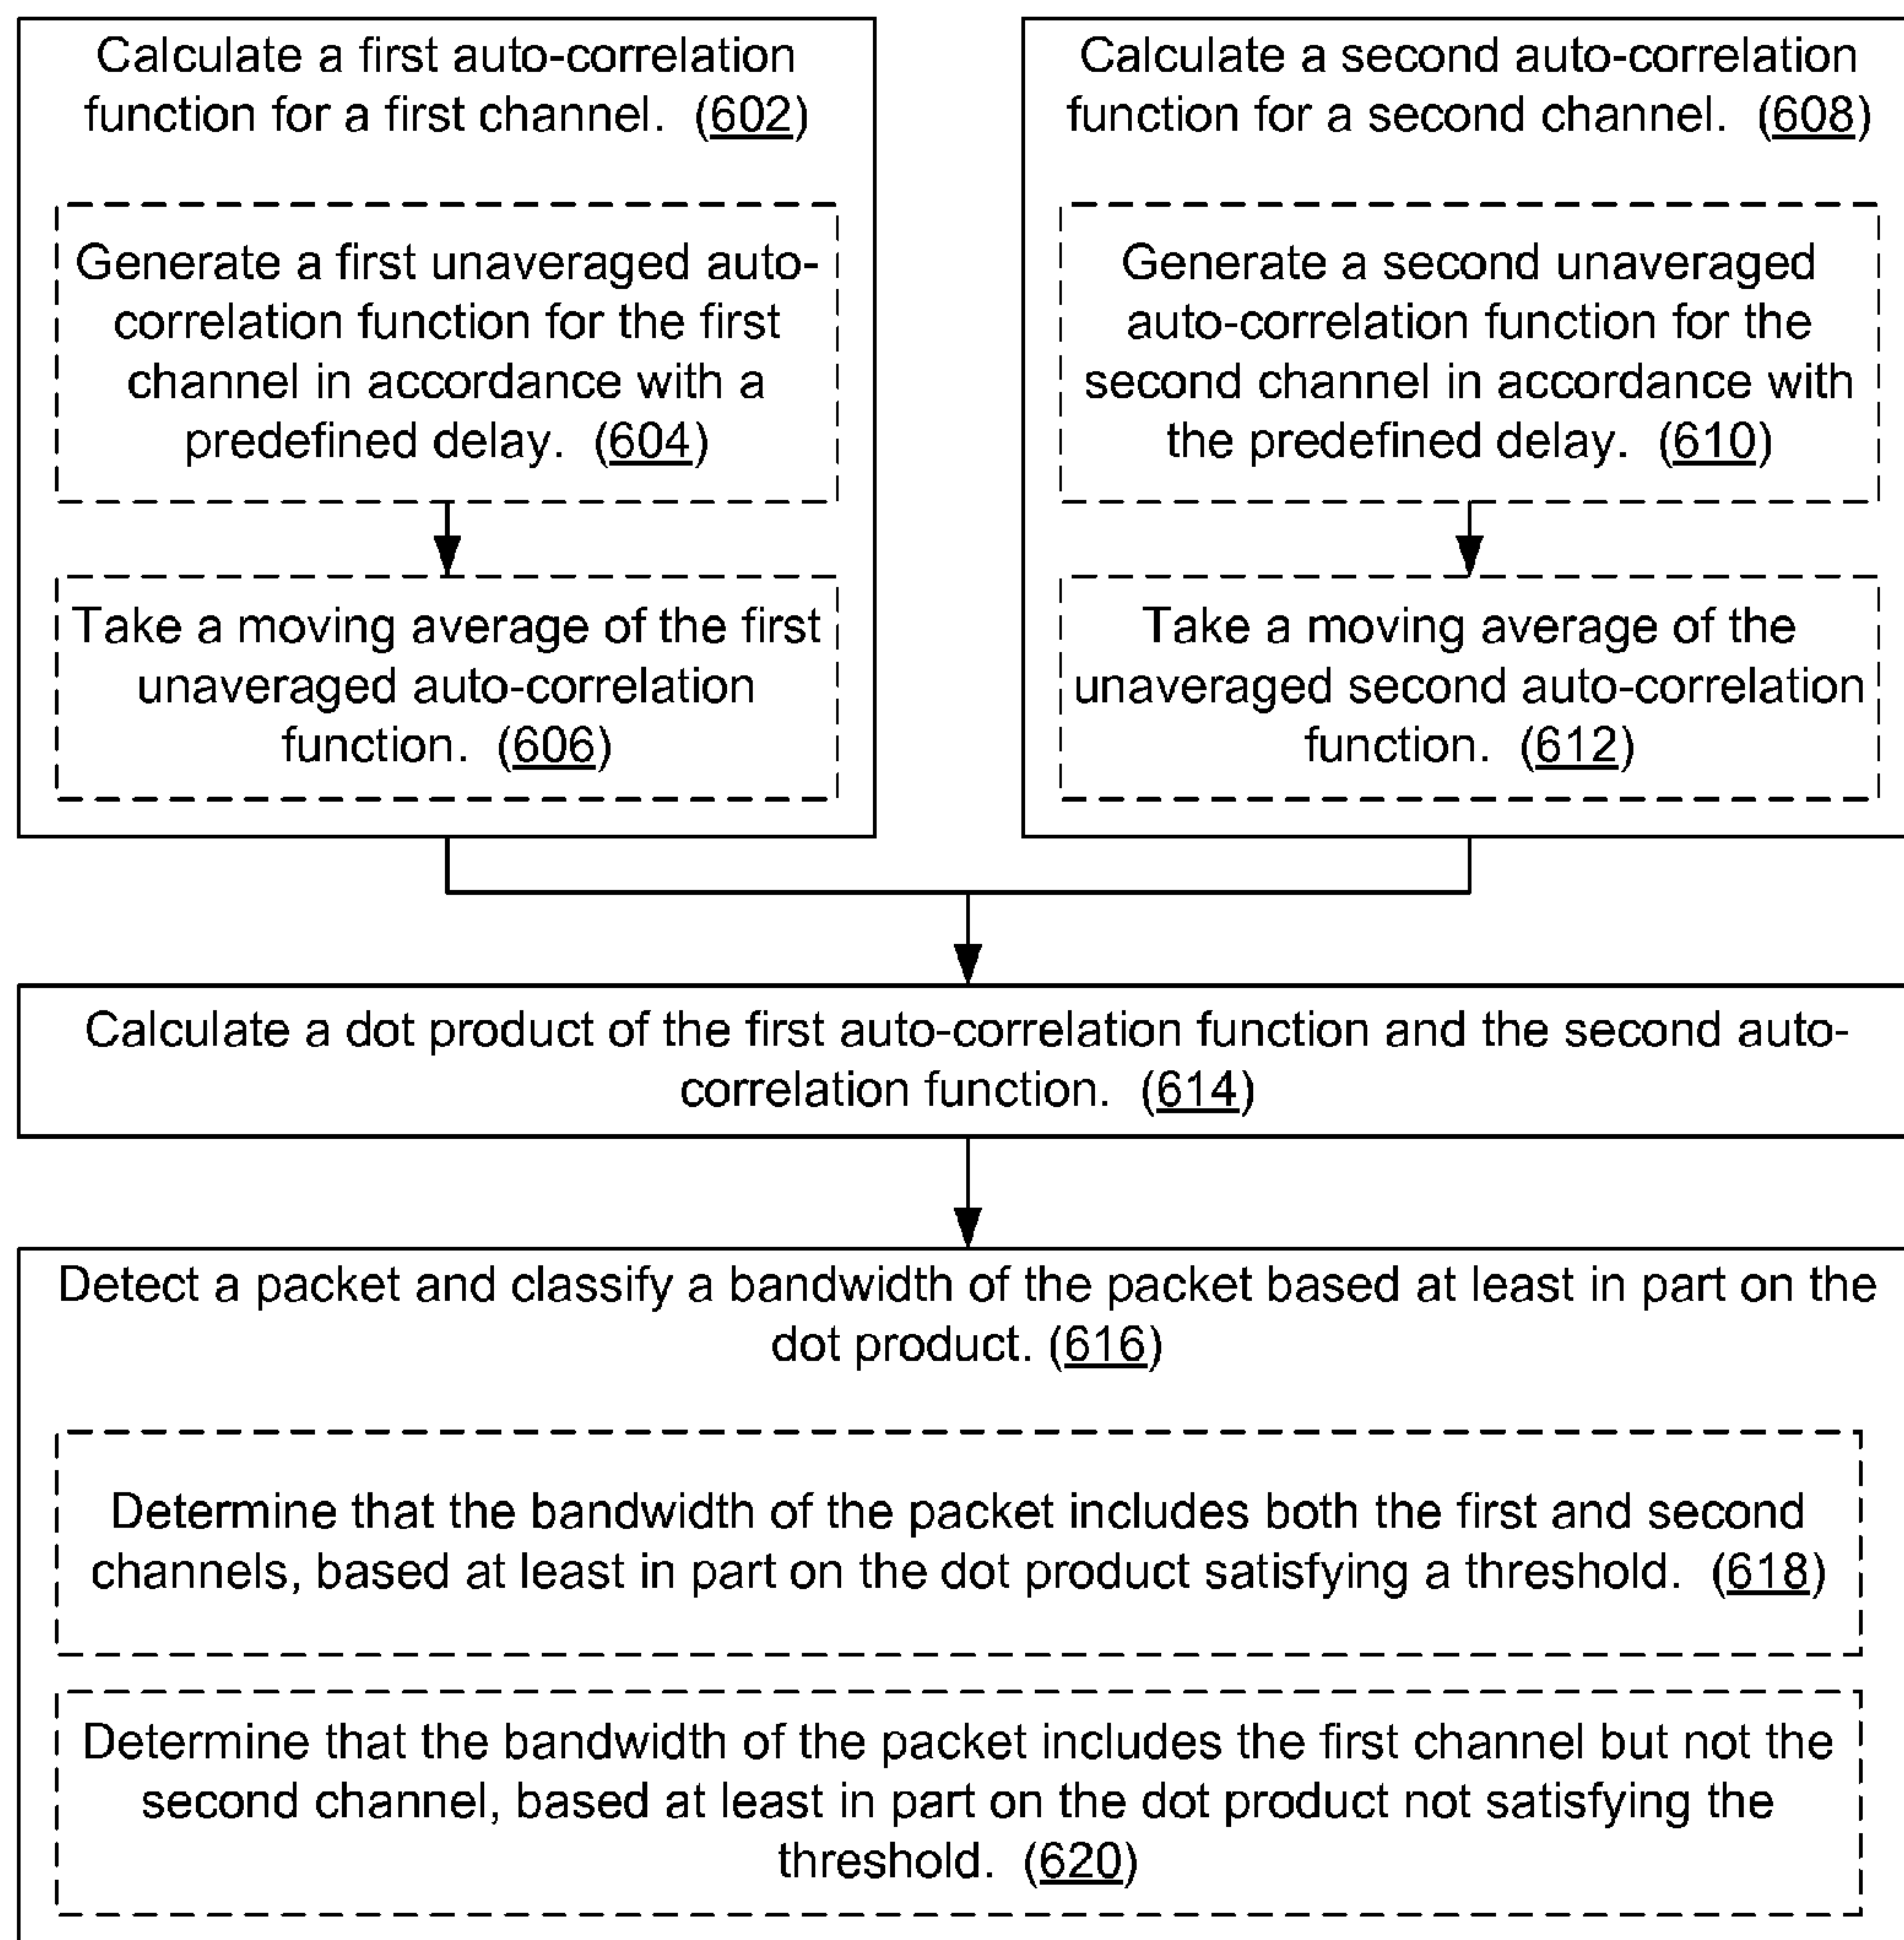 Calculate a first auto-correlation
function for a first channel. (602)
Generate a first unaveraged auto-
correlation function for the first
channel in accordance with a
predefined delay. (604)
Take a moving average of the first
unaveraged auto-correlation
function. (606)
Calculate a second auto-correlation
function for a second channel. (608)
Generate a second unaveraged
auto-correlation function for the
second channel in accordance with
the predefined delay. (610)
Take a moving average of the
unaveraged second auto-correlation
function. (612)
Calculate a dot product of the first auto-correlation function and the second auto-
correlation function. (614)
Detect a packet and classify a bandwidth of the packet based at least in part on the
dot product. (616)
Determine that the bandwidth of the packet includes both the first and second
channels, based at least in part on the dot product satisfying a threshold. (618)
Determine that the bandwidth of the packet includes the first channel but not the
second channel, based at least in part on the dot product not satisfying the
threshold. (620)